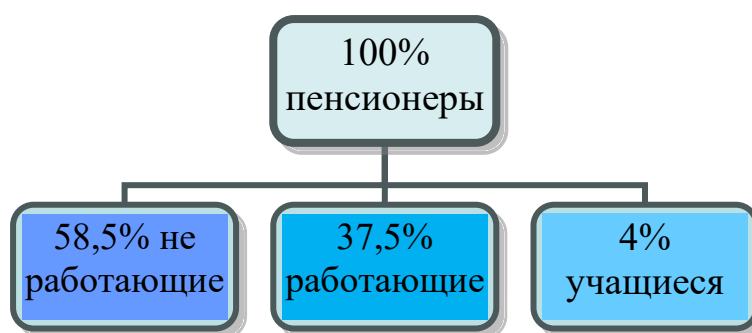 100%
пенсионеры
58,5% не
работающие
37,5%
работающие
4%
учащиеся